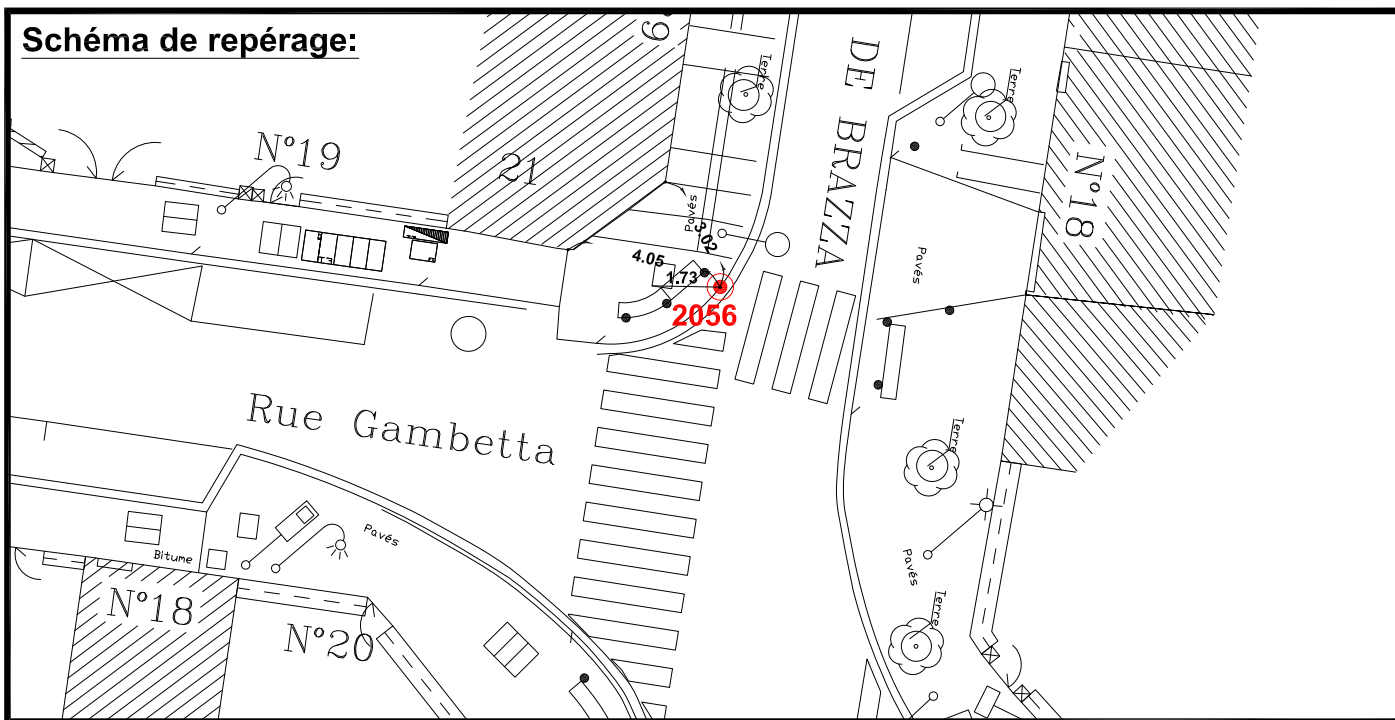 Schéma de repérage:
9
Terre
DE BRAZZA
Terre
N°19
21
N°18
Pavés
3.02
4.05
1.73
Pavés
2056
Rue Gambetta
Terre
Pavés
Bitume
Pavés
N°18
N°20
Terre